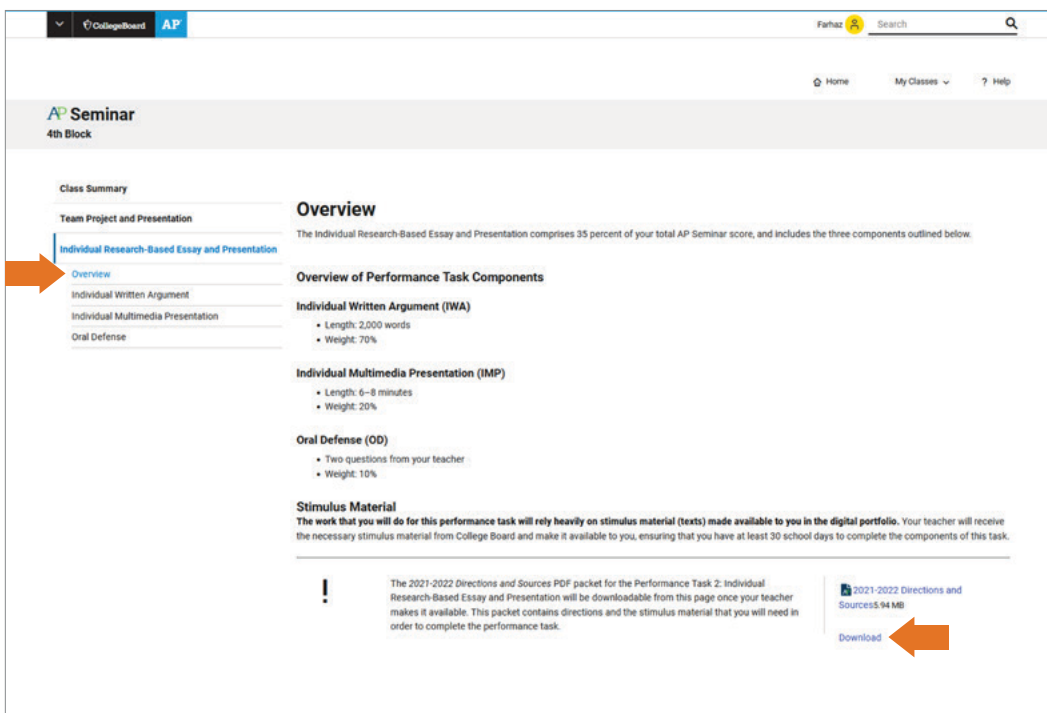 CollegeBoard AP
Farhaz Search
Home My Classes ? Help
AP Seminar
4th Block
Class Summary
Team Project and Presentation
Individual Research-Based Essay and Presentation
Overview
Individual Written Argument
Individual Multimedia Presentation
Oral Defense
Overview
The Individual Research-Based Essay and Presentation comprises 35 percent of your total AP Seminar score, and includes the three components outlined below.
Overview of Performance Task Components
Individual Written Argument (IWA)
• Length: 2,000 words
• Weight: 70%
Individual Multimedia Presentation (IMP)
• Length: 6–8 minutes
• Weight: 20%
Oral Defense (OD)
• Two questions from your teacher
• Weight: 10%
Stimulus Material
The work that you will do for this performance task will rely heavily on stimulus material (texts) made available to you in the digital portfolio. Your teacher will receive
the necessary stimulus material from College Board and make it available to you, ensuring that you have at least 30 school days to complete the components of this task.
!
The 2021-2022 Directions and Sources PDF packet for the Performance Task 2: Individual
Research-Based Essay and Presentation will be downloadable from this page once your teacher
makes it available. This packet contains directions and the stimulus material that you will need in
order to complete the performance task.
2021-2022 Directions and
Sources5.94 MB
Download